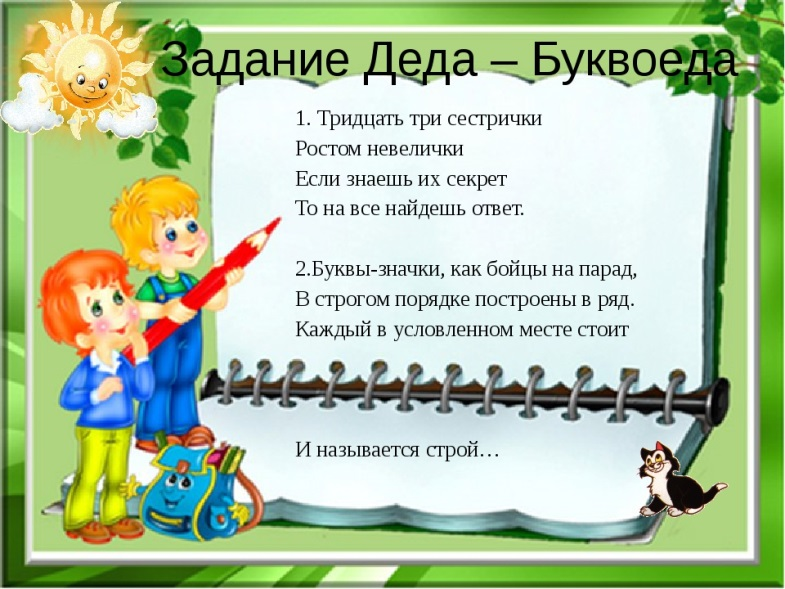 Задание Деда – Буквоеда
1. Тридцать три сестрички
Ростом невелички
Если знаешь их секрет
То на все найдешь ответ.
2.Буквы-значки, как бойцы на парад,
В строгом порядке построены в ряд.
Каждый в условленном месте стоит
И называется строй…